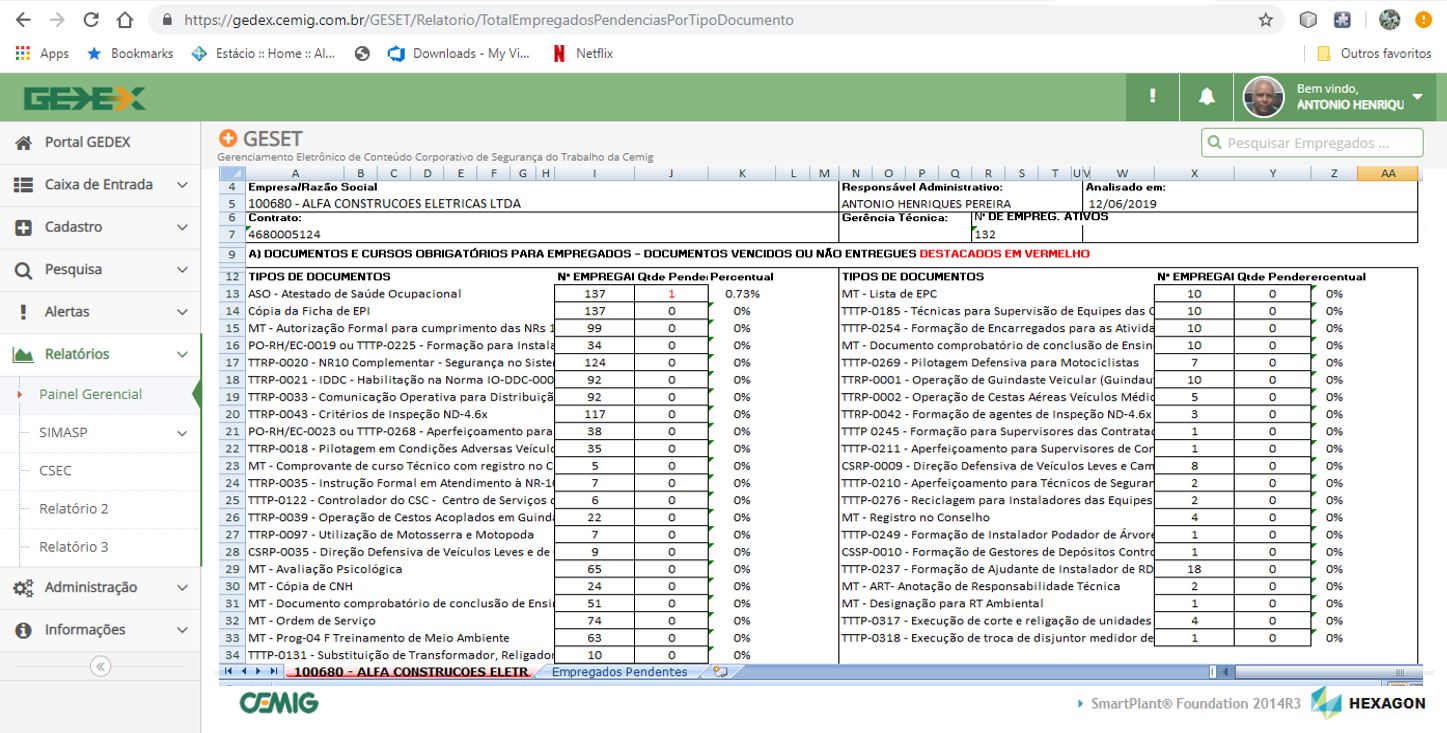 https://gedex.cemig.com.br/GESET/Relatorio/TotalEmpregadosPendenciasPorTipoDocumento
Apps Bookmarks Estácio :: Home :: Al... Downloads - My Vi... Netflix Outros favoritos
GEDEX ! Bem vindo,
ANTONIO HENRIQU
Portal GEDEX
Caixa de Entrada
Cadastro
Pesquisa
Alertas
Relatórios
Painel Gerencial
SIMASP
CSEC
Relatório 2
Relatório 3
Administração
Informações
GESET
Gerenciamento Eletrônico de Conteúdo Corporativo de Segurança do Trabalho da Cemig
Pesquisar Empregados ...
A B C D E F G H I J K L M N O P Q R S T U V W X Y Z AA
4 Empresa/Razão Social Responsável Administrativo: Analisado em:
5 100680 - ALFA CONSTRUCOES ELETRICAS LTDA ANTONIO HENRIQUES PEREIRA 12/06/2019
6 Contrato: Gerência Técnica: Nº DE EMPREG. ATIVOS
7 4680005124 132
9 A) DOCUMENTOS E CURSOS OBRIGATÓRIOS PARA EMPREGADOS - DOCUMENTOS VENCIDOS OU NÃO ENTREGUES DESTACADOS EM VERMELHO
12 TIPOS DE DOCUMENTOS Nº EMPREGAI Qtde Pender Percentual TIPOS DE DOCUMENTOS Nº EMPREGAI Qtde Pender ercentual
13 ASO - Atestado de Saúde Ocupacional 137 1 0.73% MT - Lista de EPC 10 0 0%
14 Cópia da Ficha de EPI 137 0 0% TTTP-0185 - Técnicas para Supervisão de Equipes das C 10 0 0%
15 MT - Autorização Formal para cumprimento das NRs 1 99 0 0% TTTP-0254 - Formação de Encarregados para as Ativida 10 0 0%
16 PO-RH/EC-0019 ou TTTP-0225 - Formação para Instala 34 0 0% MT - Documento comprobatório de conclusão de Ensin 10 0 0%
17 TTRP-0020 - NR10 Complementar - Segurança no Sister 124 0 0% TTTP-0269 - Pilotagem Defensiva para Motociclistas 7 0 0%
18 TTRP-0021 - IDDC - Habilitação na Norma IO-DDC-000 92 0 0% TTRP-0001 - Operação de Guindaste Veicular (Guindau 10 0 0%
19 TTRP-0033 - Comunicação Operativa para Distribuiçã 92 0 0% TTRP-0002 - Operação de Cestas Aéreas Veículos Médic 5 0 0%
20 TTRP-0043 - Critérios de Inspeção ND-4.6x 117 0 0% TTRP-0042 - Formação de agentes de Inspeção ND-4.6x 3 0 0%
21 PO-RH/EC-0023 ou TTTP-0268 - Aperfeiçoamento para 38 0 0% TTTP 0245 - Formação para Supervisores das Contratac 1 0 0%
22 TTRP-0018 - Pilotagem em Condições Adversas Veículo 35 0 0% TTTP-0211 - Aperfeiçoamento para Supervisores de Con 1 0 0%
23 MT - Comprovante de curso Técnico com registro no C 5 0 0% CSRP-0009 - Direção Defensiva de Veículos Leves e Cam 8 0 0%
24 TTRP-0035 - Instrução Formal em Atendimento à NR-10 7 0 0% TTTP-0210 - Aperfeiçoamento para Técnicos de Seguran 2 0 0%
25 TTTP-0122 - Controlador do CSC - Centro de Serviços d 6 0 0% TTTP-0276 - Reciclagem para Instaladores das Equipes 2 0 0%
26 TTRP-0039 - Operação de Cestos Acoplados em Guinda 22 0 0% MT - Registro no Conselho 4 0 0%
27 TTRP-0097 - Utilização de Motosserra e Motopoda 7 0 0% TTTP-0249 - Formação de Instalador Podador de Árvore 1 0 0%
28 CSRP-0035 - Direção Defensiva de Veículos Leves e de 9 0 0% CSSP-0010 - Formação de Gestores de Depósitos Contro 1 0 0%
29 MT - Avaliação Psicológica 65 0 0% TTTP-0237 - Formação de Ajudante de Instalador de RD 18 0 0%
30 MT - Cópia de CNH 24 0 0% MT - ART- Anotação de Responsabilidade Técnica 2 0 0%
31 MT - Documento comprobatório de conclusão de Ensin 51 0 0% MT - Designação para RT Ambiental 1 0 0%
32 MT - Ordem de Serviço 74 0 0% TTTP-0317 - Execução de corte e religação de unidades 4 0 0%
33 MT - Prog-04 F Treinamento de Meio Ambiente 63 0 0% TTTP-0318 - Execução de troca de disjuntor medidor de 1 0 0%
34 TTTP-0131 - Substituição de Transformador, Religador 10 0 0%
100680 - ALFA CONSTRUCOES ELETR Empregados Pendentes
CEMIG SmartPlant® Foundation 2014R3 HEXAGON